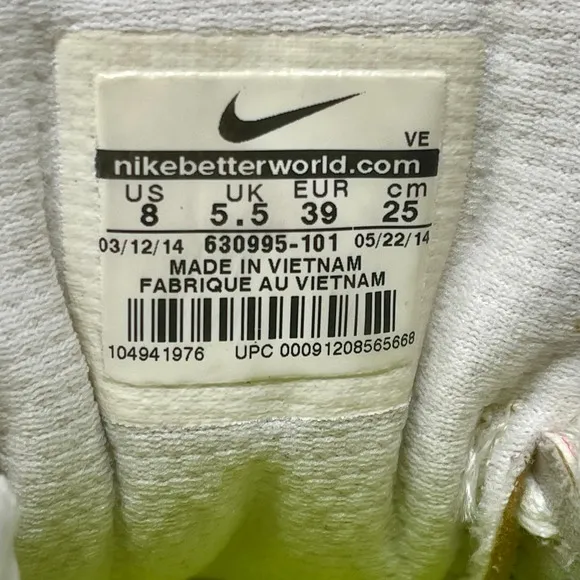 VE
nikebetterworld.com
US UK EUR cm
8 5.5 39 25
03/12/14 630995-101 05/22/14
MADE IN VIETNAM
FABRIQUE AU VIETNAM
104941976 UPC 00091208565668